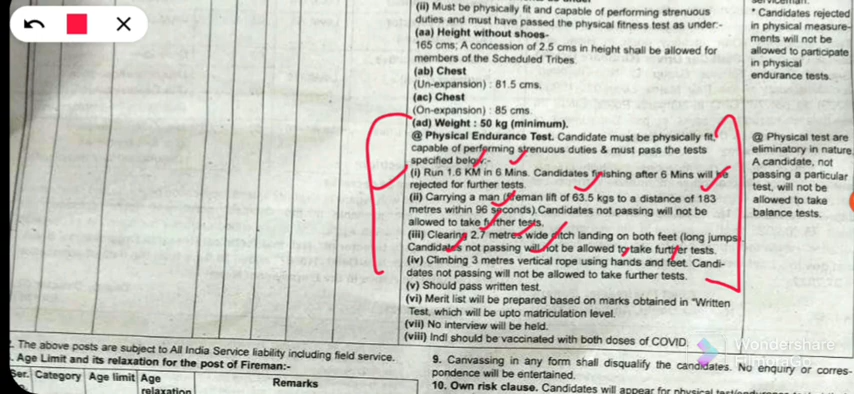 (ii) Must be physically fit and capable of performing strenuous
duties and must have passed the physical fitness test as under:-
(aa) Height without shoes-
165 cms; A concession of 2.5 cms in height shall be allowed for
members of the Scheduled Tribes.
(ab) Chest
(Un-expansion) : 81.5 cms.
(ac) Chest
(On-expansion) : 85 cms.
(ad) Weight : 50 kg (minimum).
@ Physical Endurance Test. Candidate must be physically fit,
capable of performing strenuous duties & must pass the tests
specified below:-
(i) Run 1.6 KM in 6 Mins. Candidates finishing after 6 Mins will be
rejected for further tests.
(ii) Carrying a man (fireman lift of 63.5 kgs to a distance of 183
metres within 96 seconds).Candidates not passing will not be
allowed to take further tests.
(iii) Clearing 2.7 metres wide ditch landing on both feet (long jumps).
Candidates not passing will not be allowed to take further tests.
(iv) Climbing 3 metres vertical rope using hands and feet. Candi-
dates not passing will not be allowed to take further tests.
(v) Should pass written test.
(vi) Merit list will be prepared based on marks obtained in "Written
Test, which will be upto matriculation level.
(vii) No interview will be held.
(viii) Indl should be vaccinated with both doses of COVID.
* Candidates rejected
in physical measure-
ments will not be
allowed to participate
in physical
endurance tests.
@ Physical test are
eliminatory in nature.
A candidate, not
passing a particular
test, will not be
allowed to take
balance tests.
The above posts are subject to All India Service liability including field service.
Age Limit and its relaxation for the post of Fireman:-
Ser. Category Age limit Age relaxation Remarks
9. Canvassing in any form shall disqualify the candidates. No enquiry or corres-
pondence will be entertained.
10. Own risk clause. Candidates will appear for physical
Wondershare
FilmoraGo